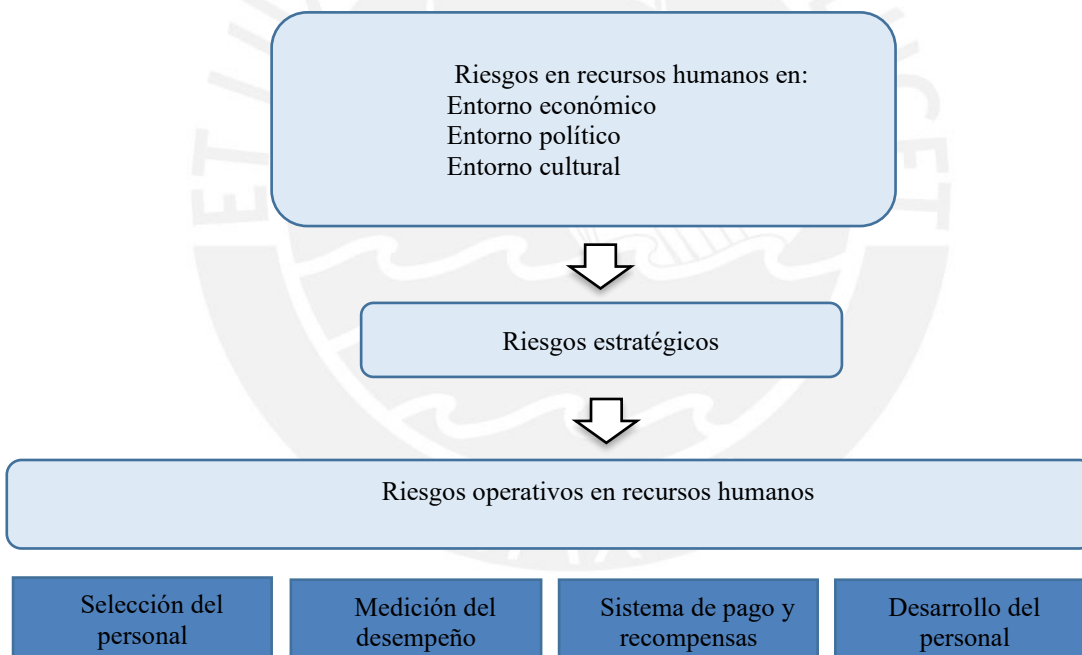 Riesgos en recursos humanos en:
Entorno económico
Entorno político
Entorno cultural
Riesgos estratégicos
Riesgos operativos en recursos humanos
Selección del
personal
Medición del
desempeño
Sistema de pago y
recompensas
Desarrollo del
personal